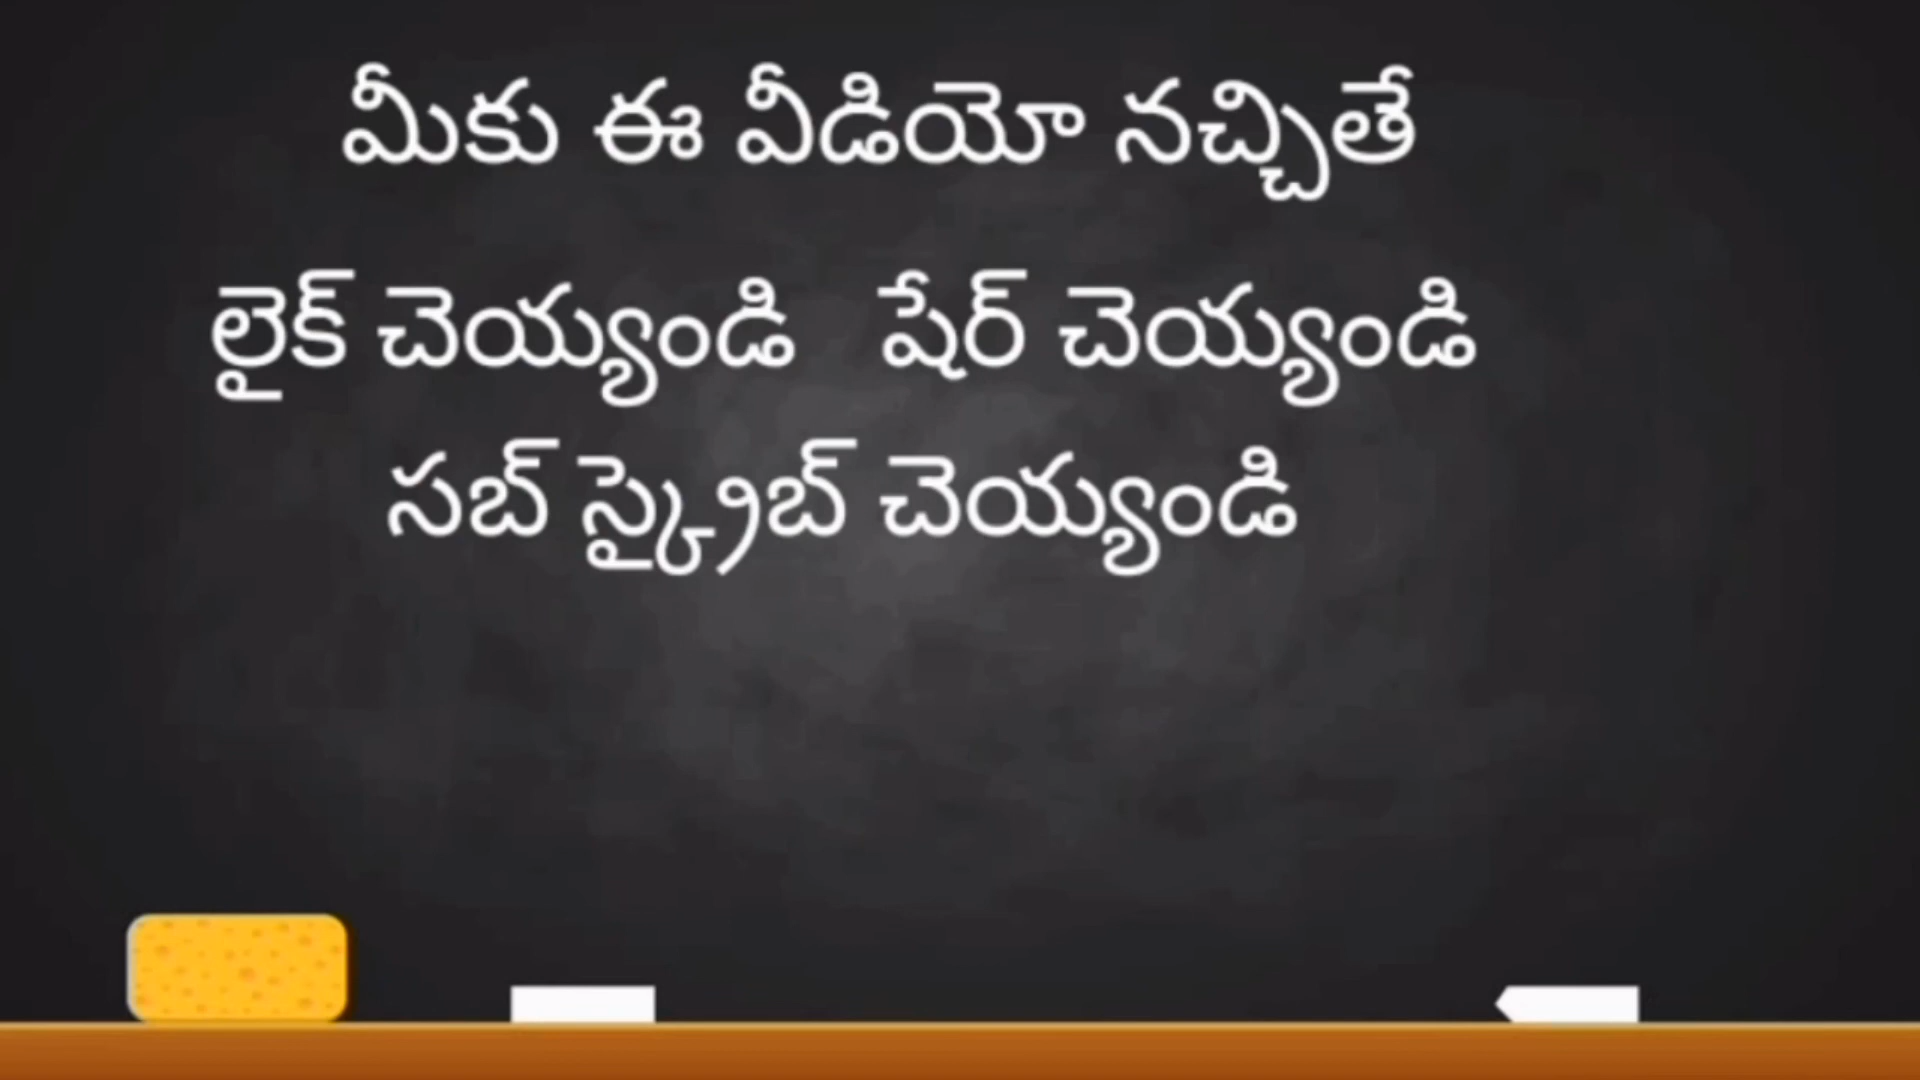 మీకు ఈ వీడియో నచ్చితే
లైక్ చెయ్యండి షేర్ చెయ్యండి
సబ్ స్క్రైబ్ చెయ్యండి